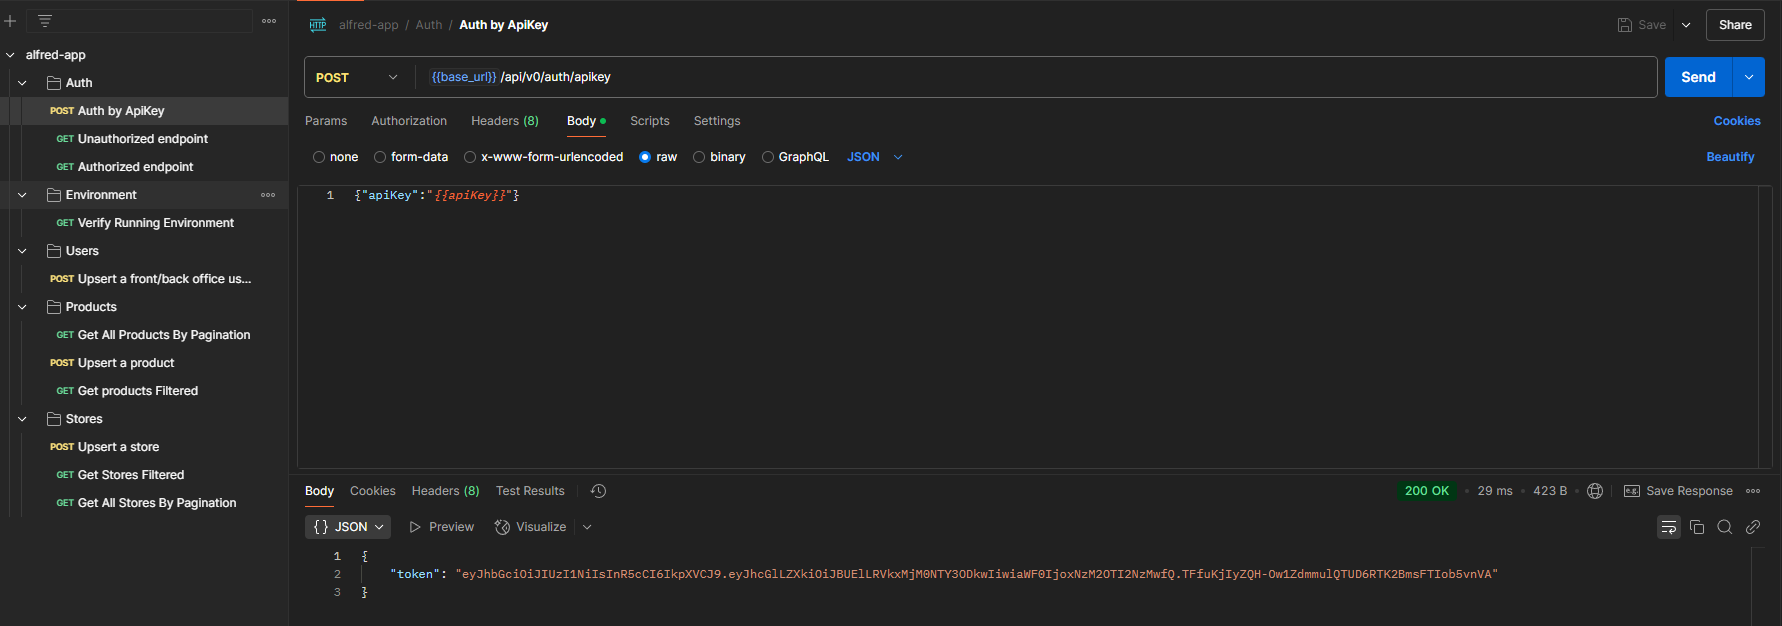 alfred-app
Auth
POST Auth by ApiKey
GET Unauthorized endpoint
GET Authorized endpoint
Environment
GET Verify Running Environment
Users
POST Upsert a front/back office us...
Products
GET Get All Products By Pagination
POST Upsert a product
GET Get products Filtered
Stores
POST Upsert a store
GET Get Stores Filtered
GET Get All Stores By Pagination
HTTP alfred-app / Auth / Auth by ApiKey
Save
Share
POST {{base_url}} /api/v0/auth/apikey
Send
Params Authorization Headers (8) Body Scripts Settings
Cookies
none form-data x-www-form-urlencoded raw binary GraphQL JSON
Beautify
1 {"apiKey":"{{apiKey}}"}
Body Cookies Headers (8) Test Results
200 OK 29 ms 423 B e.g. Save Response
{} JSON Preview Visualize
1 {
2 "token": "eyJhbGciOiJIUzI1NiIsInR5cCI6IkpXVCJ9.eyJhcGlLZXkiOiJBUElLRVkxMjM0NTY3ODkwIiwiaWF0IjoxNzM2OTI2NzMwfQ.TFfuKjIyZQH-Ow1ZdmmulQTUD6RTK2BmsFTIob5vnVA"
3 }